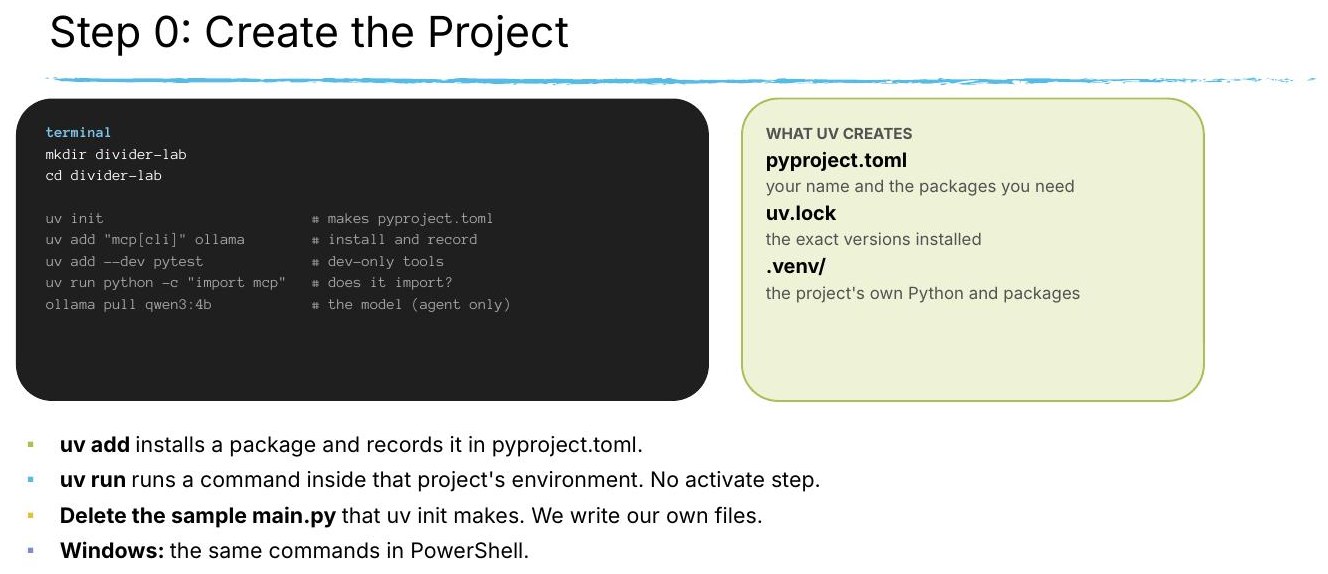 Step 0: Create the Project
terminal
mkdir divider-lab
cd divider-lab
uv init # makes pyproject.toml
uv add "mcp[cli]" ollama # install and record
uv add --dev pytest # dev-only tools
uv run python -c "import mcp" # does it import?
ollama pull qwen3:4b # the model (agent only)
WHAT UV CREATES
pyproject.toml
your name and the packages you need
uv.lock
the exact versions installed
.venv/
the project's own Python and packages
▪ uv add installs a package and records it in pyproject.toml.
▪ uv run runs a command inside that project's environment. No activate step.
▪ Delete the sample main.py that uv init makes. We write our own files.
▪ Windows: the same commands in PowerShell.